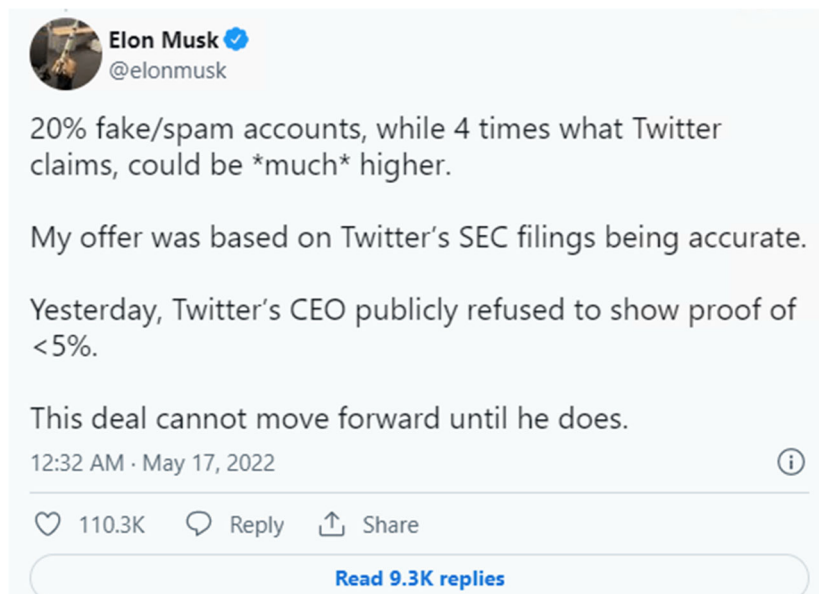 Elon Musk
@elonmusk
20% fake/spam accounts, while 4 times what Twitter
claims, could be *much* higher.
My offer was based on Twitter’s SEC filings being accurate.
Yesterday, Twitter’s CEO publicly refused to show proof of
<5%.
This deal cannot move forward until he does.
12:32 AM · May 17, 2022
110.3K Reply Share
Read 9.3K replies